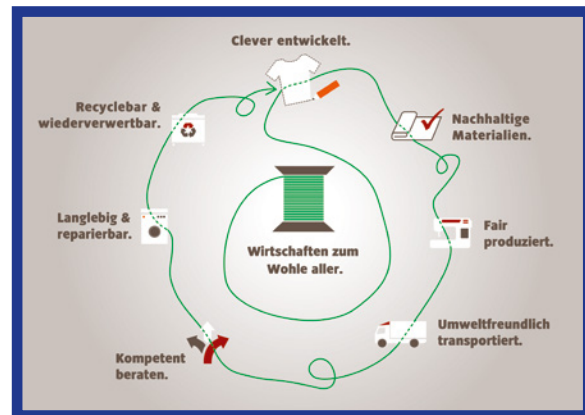 Clever entwickelt.
Recyclebar &
wiederverwertbar.
Nachhaltige
Materialien.
Langlebig &
reparierbar.
Wirtschaften zum
Wohle aller.
Fair
produziert.
Umweltfreundlich
transportiert.
Kompetent
beraten.